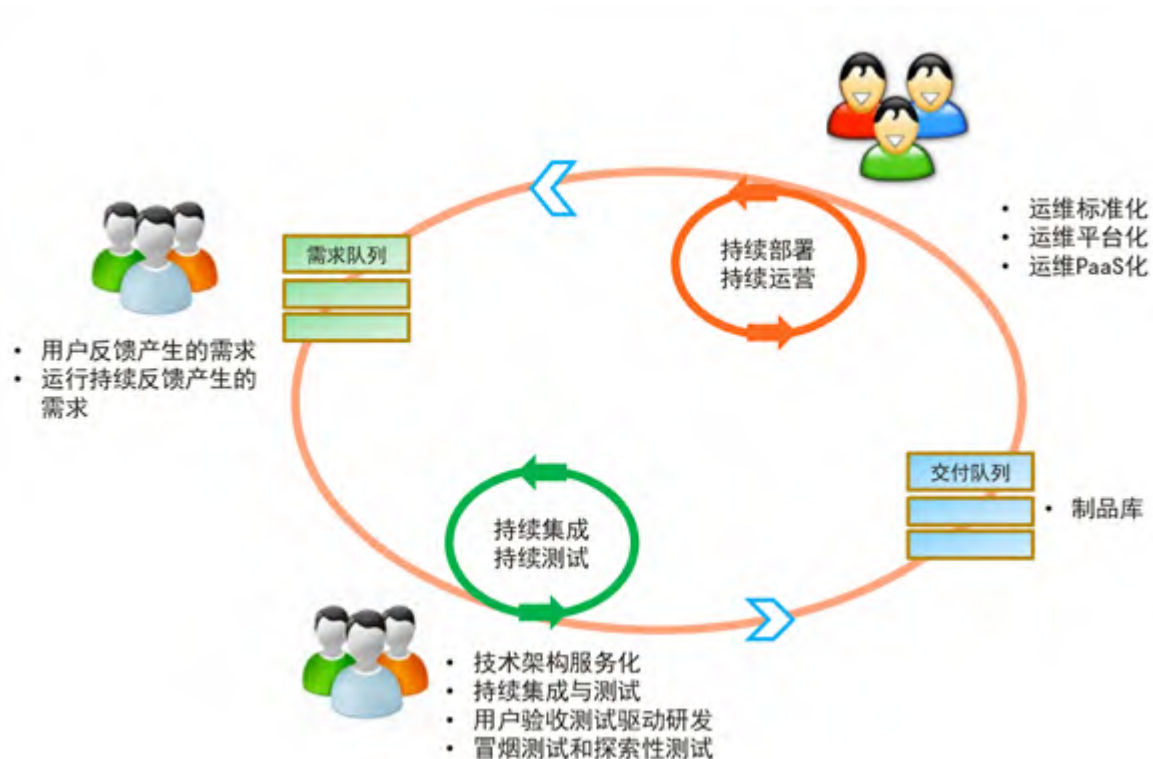 持续部署
持续运营
• 运维标准化
• 运维平台化
• 运维PaaS化
需求队列
• 用户反馈产生的需求
• 运行持续反馈产生的
需求
交付队列
• 制品库
持续集成
持续测试
• 技术架构服务化
• 持续集成与测试
• 用户验收测试驱动研发
• 冒烟测试和探索性测试